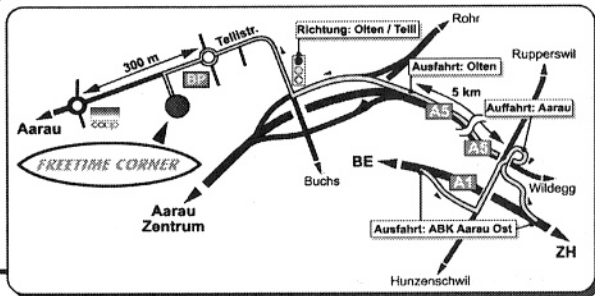 300 m
Tellistr.
BP
Richtung: Olten / Telli
Rohr
Rupperswil
Ausfahrt: Olten
5 km
Auffahrt: Aarau
A5
A5
Aarau
coop
FREETIME CORNER
BE
A1
Buchs
Wildegg
Aarau
Zentrum
Ausfahrt: ABK Aarau Ost
ZH
Hunzenschwil